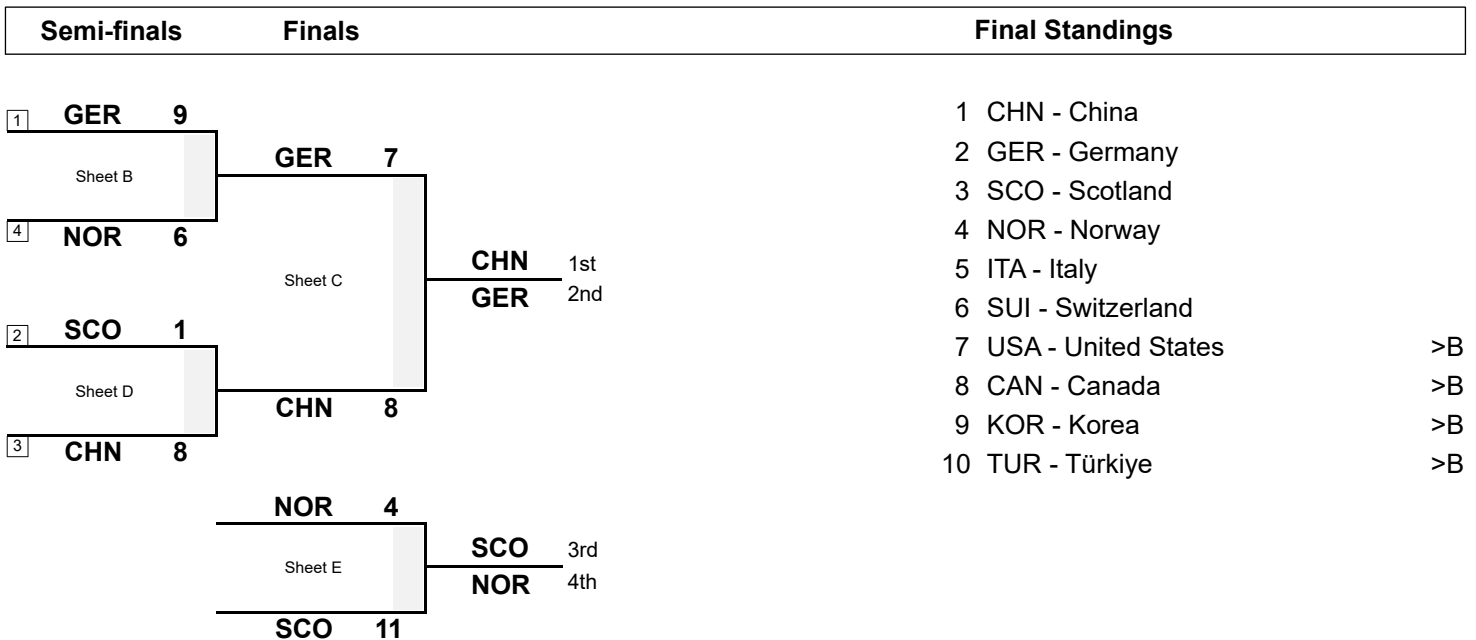 Semi-finals Finals Final Standings
1 GER 9
Sheet B
4 NOR 6
GER 7
Sheet C
CHN 8
2 SCO 1
Sheet D
3 CHN 8
CHN 1st
GER 2nd
NOR 4
Sheet E
SCO 11
SCO 3rd
NOR 4th
1 CHN - China
2 GER - Germany
3 SCO - Scotland
4 NOR - Norway
5 ITA - Italy
6 SUI - Switzerland
7 USA - United States >B
8 CAN - Canada >B
9 KOR - Korea >B
10 TUR - Türkiye >B